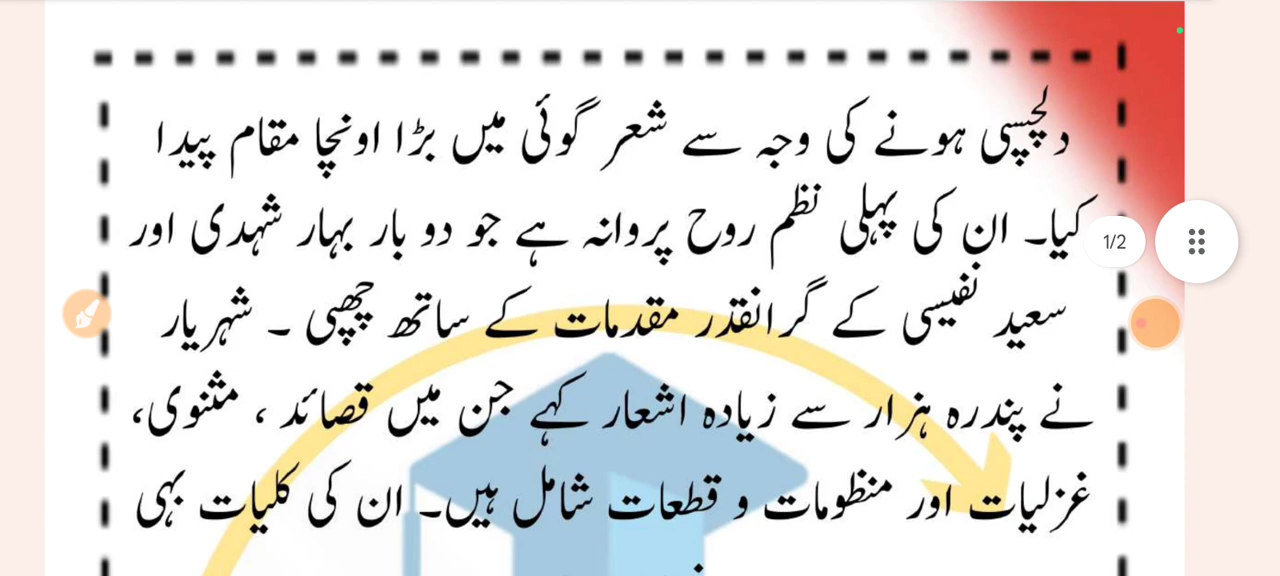 دلچسپی ہونے کی وجہ سے شعر گوئی میں بڑا اونچا مقام پیدا
کیا۔ ان کی پہلی نظم روح پروانہ ہے جو دو بار بہار شہدی اور
1/2
سعید نفیسی کے گرانقدر مقدمات کے ساتھ چھپی ۔ شہریار
نے پندرہ ہزار سے زیادہ اشعار کہے جن میں قصائد ، مثنوی،
غزلیات اور منظومات و قطعات شامل ہیں۔ ان کی کلیات بہی